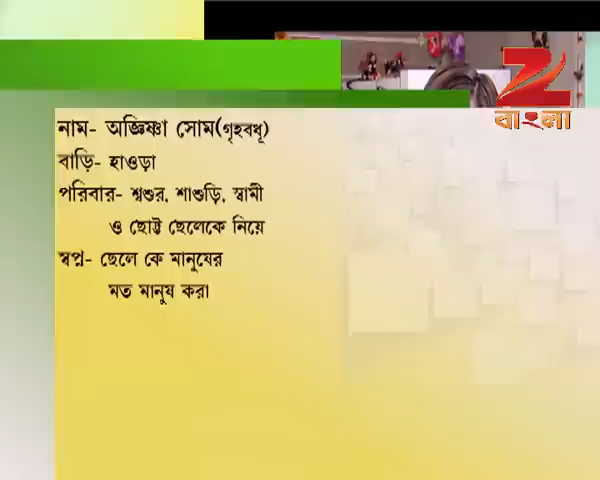 বাংলা
নাম- অজ্ঞিষ্ণা সোম(গৃহবধূ)
বাড়ি- হাওড়া
পরিবার- শ্বশুর, শাশুড়ি, স্বামী
ও ছোট্ট ছেলেকে নিয়ে
স্বপ্ন- ছেলে কে মানুষের
মত মানুষ করা